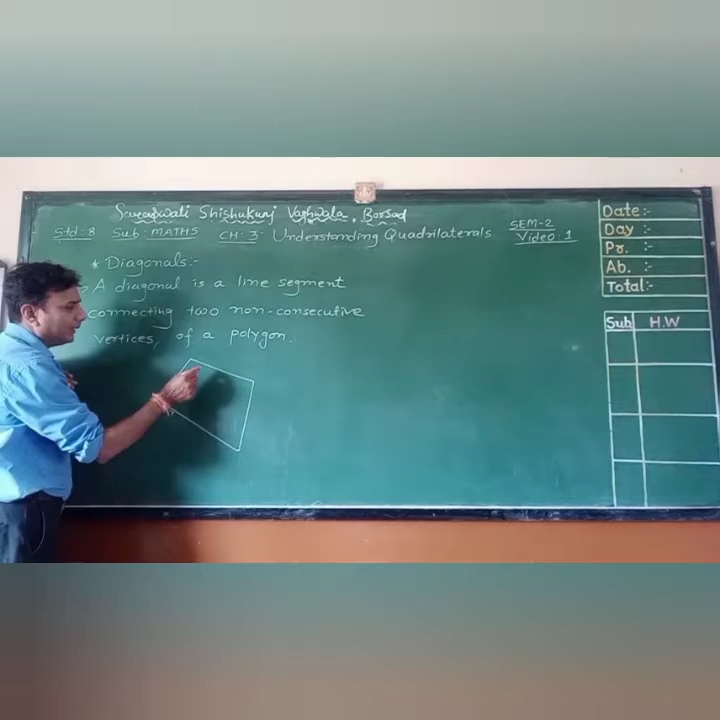 Saraswati Shishukunj Vaghwala, Borsad
Std:8 Sub: MATHS CH: 3: Understanding Quadrilaterals
SEM-2
Video: 1
* Diagonals:-
A diagonal is a line segment
connecting two non-consecutive
vertices, of a polygon.
Date:-
Day :-
Pr. :-
Ab. :-
Total:-
Sub H.W